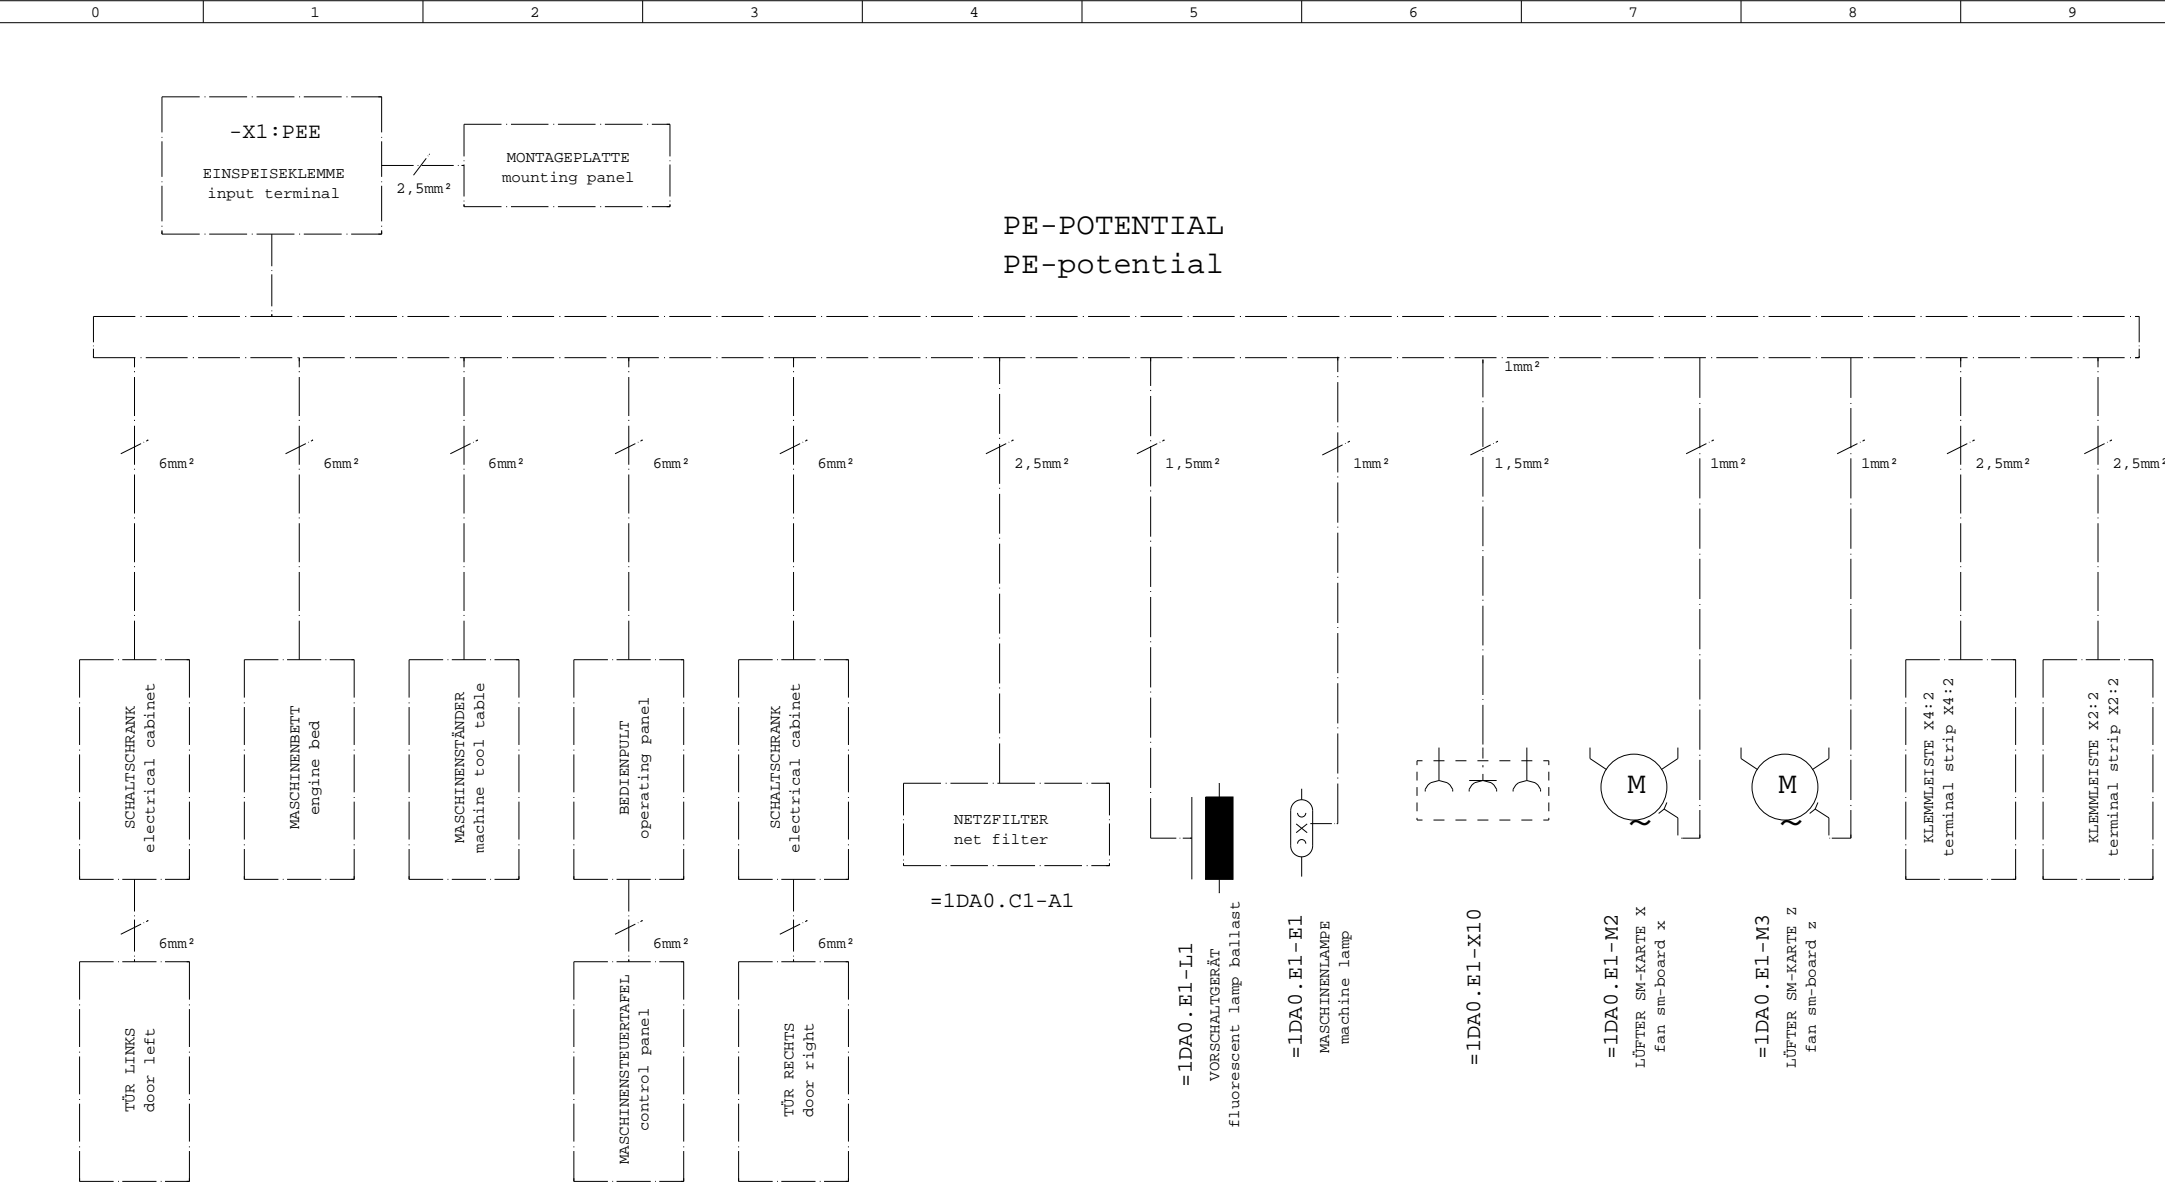 0 1 2 3 4 5 6 7 8 9
-X1:PEE
EINSPEISEKLEMME
input terminal
2,5mm²
MONTAGEPLATTE
mounting panel
PE-POTENTIAL
PE-potential
1mm²
6mm² 6mm² 6mm² 6mm² 6mm² 2,5mm² 1,5mm² 1mm² 1,5mm² 1mm² 1mm² 2,5mm² 2,5mm²
SCHALTSCHRANK
electrical cabinet
MASCHINENBETT
engine bed
MASCHINENSTÄNDER
machine tool table
BEDIENPULT
operating panel
SCHALTSCHRANK
electrical cabinet
NETZFILTER
net filter
=1DA0.C1-A1
M
~
M
~
KLEMMLEISTE X4:2
terminal strip X4:2
KLEMMLEISTE X2:2
terminal strip X2:2
6mm² 6mm² 6mm²
TÜR LINKS
door left
MASCHINENSTEUERTAFEL
control panel
TÜR RECHTS
door right
=1DA0.E1-L1
VORSCHALTGERÄT
fluorescent lamp ballast
=1DA0.E1-E1
MASCHINENLAMPE
machine lamp
=1DA0.E1-X10
=1DA0.E1-M2
LÜFTER SM-KARTE X
fan sm-board x
=1DA0.E1-M3
LÜFTER SM-KARTE Z
fan sm-board z